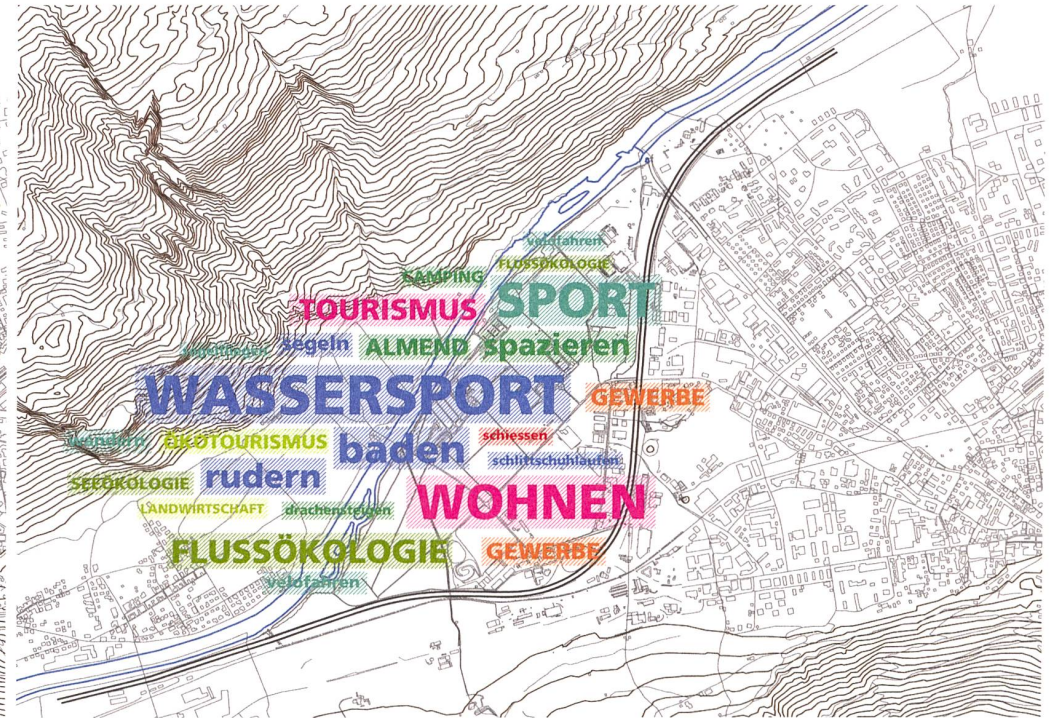 velofahren
FLUSSÖKOLOGIE
CAMPING
TOURISMUS SPORT
segeln ALMEND spazieren
WASSERSPORT GEWERBE
wandern ÖKOTOURISMUS baden schiessen
schlittschuhlaufen
SEEÖKOLOGIE rudern
WOHNEN
LANDWIRTSCHAFT drachensteigen
FLUSSÖKOLOGIE GEWERBE
velofahren